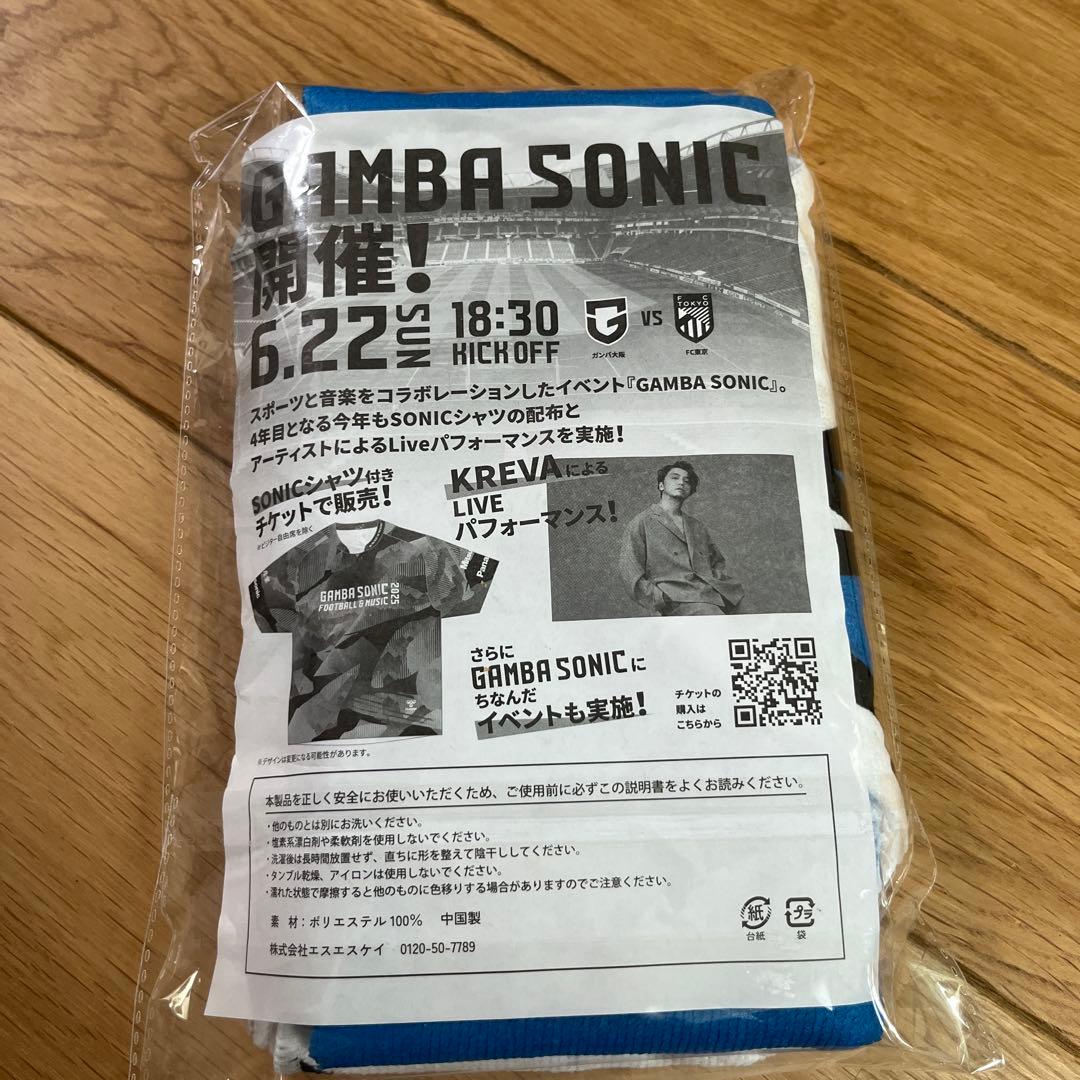 GAMBA SONIC
開催!
6.22 SUN
18:30
KICK OFF
ガンバ大阪
VS
FC TOKYO
FC東京
スポーツと音楽をコラボレーションしたイベント『GAMBA SONIC』。
4年目となる今年もSONICシャツの配布と
アーティストによるLiveパフォーマンスを実施!
SONICシャツ付き
チケットで販売!
※ビジター自由席を除く
KREVAによる
LIVE
パフォーマンス!
GAMBA SONIC
FOOTBALL & MUSIC
2025
さらに
GAMBA SONICに
ちなんだ
イベントも実施!
チケットの
購入は
こちらから
※デザインは変更になる可能性があります。
本製品を正しく安全にお使いいただくため、ご使用前に必ずこの説明書をよくお読みください。
・他のものとは別にお洗いください。
・塩素系漂白剤や柔軟剤を使用しないでください。
・洗濯後は長時間放置せず、直ちに形を整えて陰干ししてください。
・タンブル乾燥、アイロンは使用しないでください。
・濡れた状態で摩擦すると他のものに色移りする場合がありますのでご注意ください。
素 材：ポリエステル100% 中国製
株式会社エスエスケイ 0120-50-7789
紙
台紙
プラ
袋